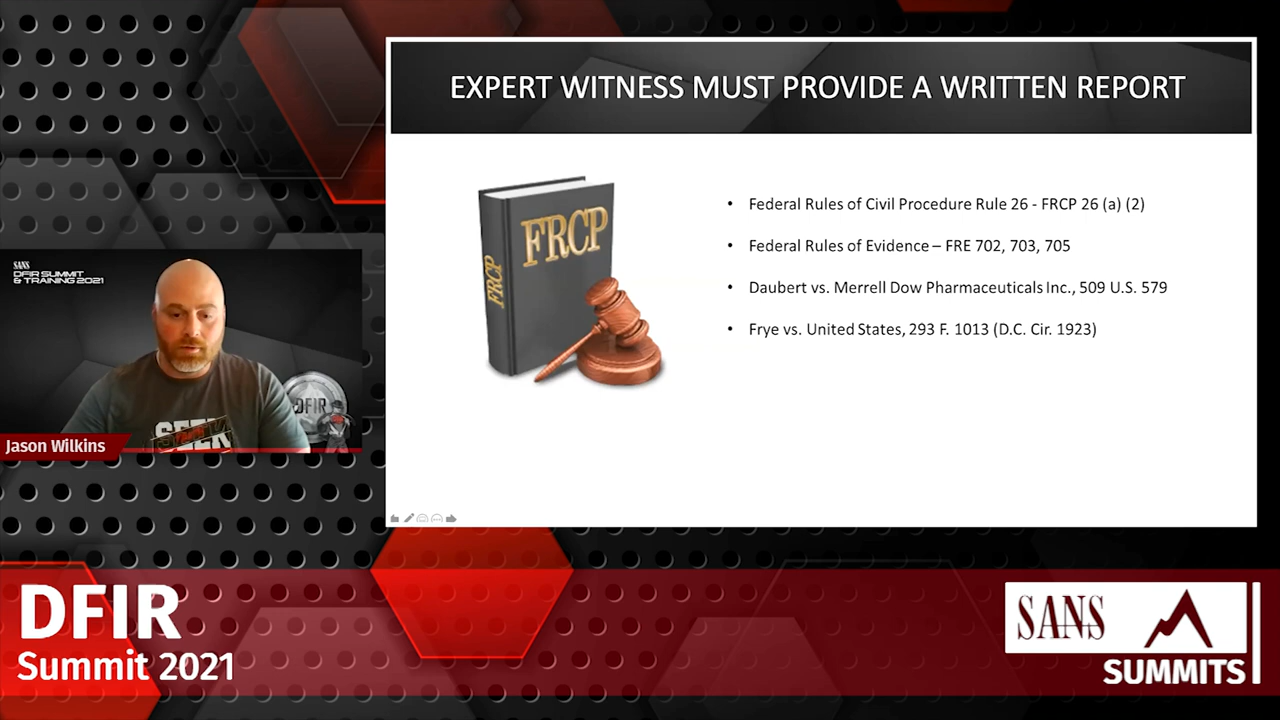 EXPERT WITNESS MUST PROVIDE A WRITTEN REPORT
FRCP
FRCP
• Federal Rules of Civil Procedure Rule 26 - FRCP 26 (a) (2)
• Federal Rules of Evidence – FRE 702, 703, 705
• Daubert vs. Merrell Dow Pharmaceuticals Inc., 509 U.S. 579
• Frye vs. United States, 293 F. 1013 (D.C. Cir. 1923)
SANS
DFIR SUMMIT
& TRAINING 2021
DFIR
SEEK
Jason Wilkins
DFIR
Summit 2021
SANS
SUMMITS